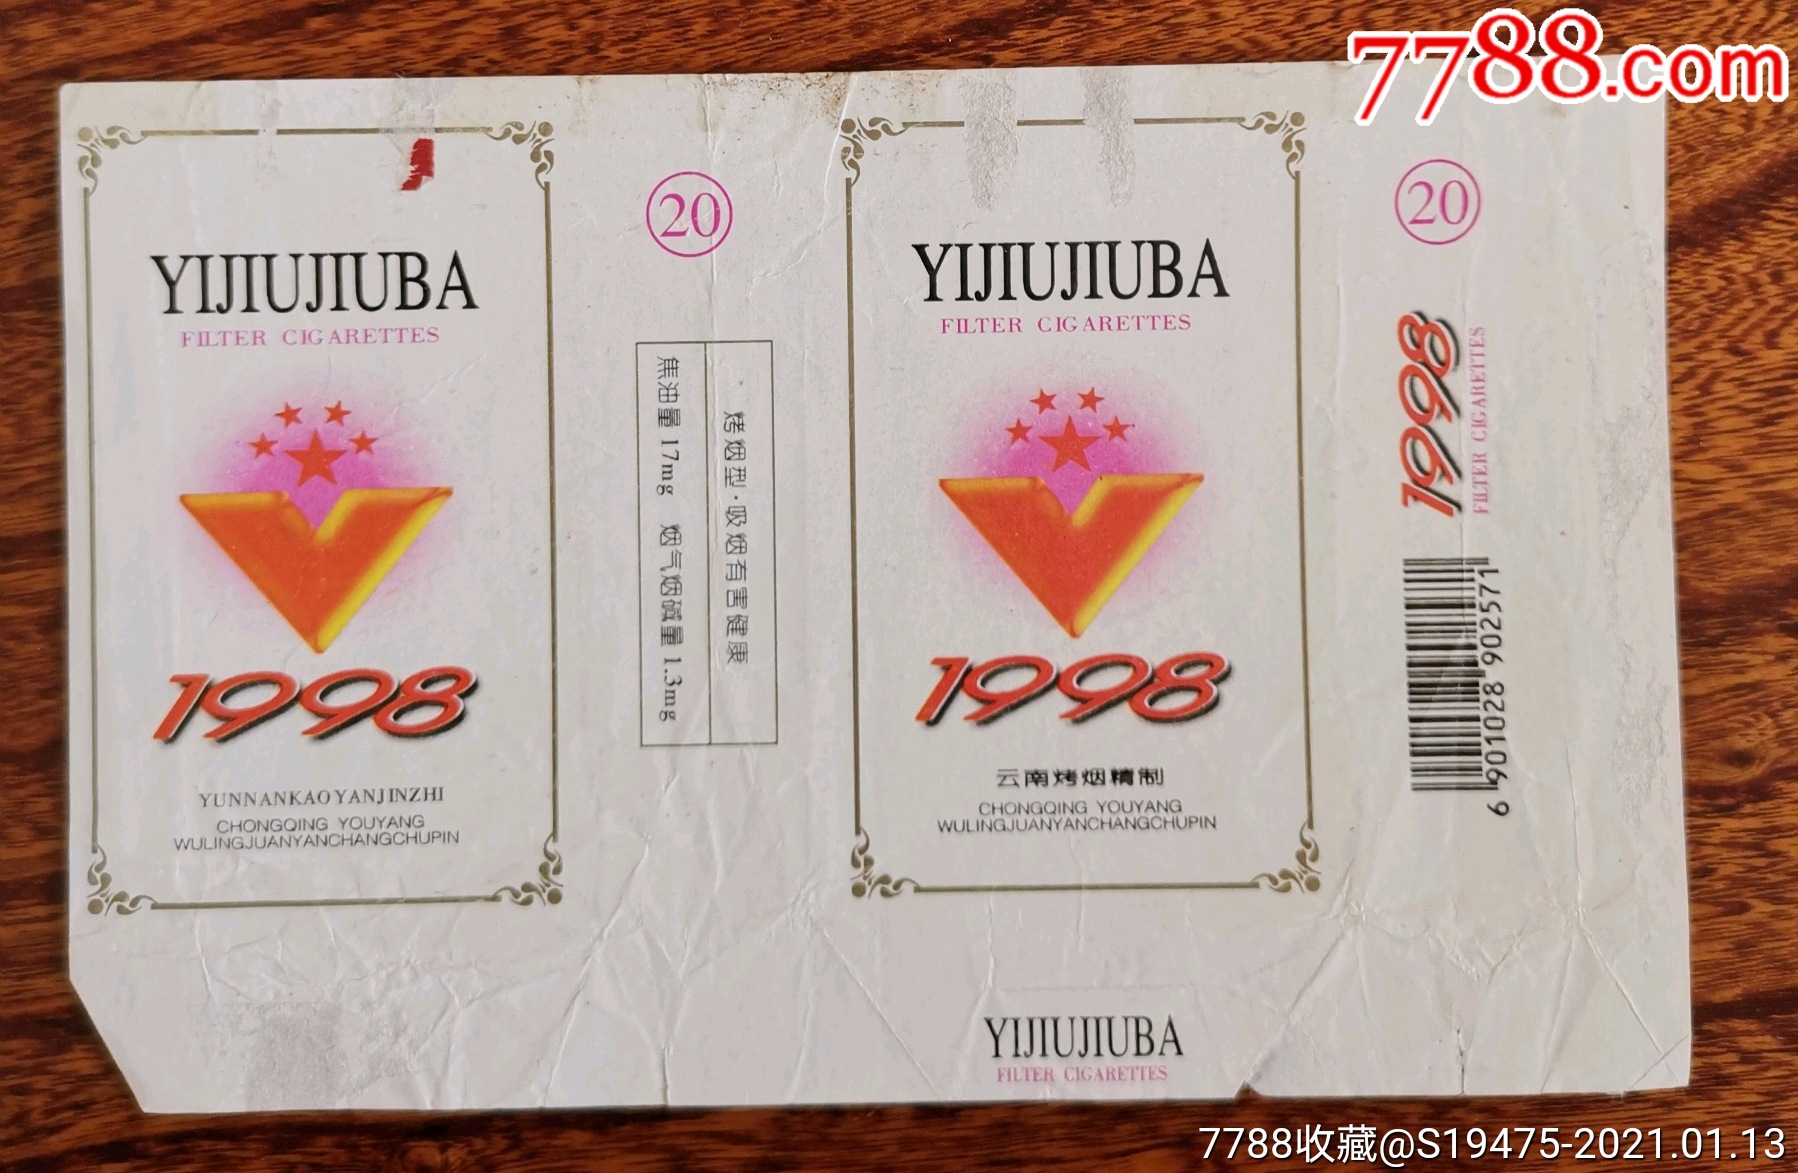 7788.com
YIJIUJIUBA
FILTER CIGARETTES
1998
YUNNANKAOYANJINZHI
CHONGQING YOUYANG
WULINGJUANYANCHANGCHUPIN
20
烤烟型·吸烟有害健康
焦油量 17mg 烟气烟碱量 1.3mg
YIJIUJIUBA
FILTER CIGARETTES
1998
云南烤烟精制
CHONGQING YOUYANG
WULINGJUANYANCHANGCHUPIN
YIJIUJIUBA
FILTER CIGARETTES
20
1998
FILTER CIGARETTES
6 901028 902571
7788收藏@S19475-2021.01.13